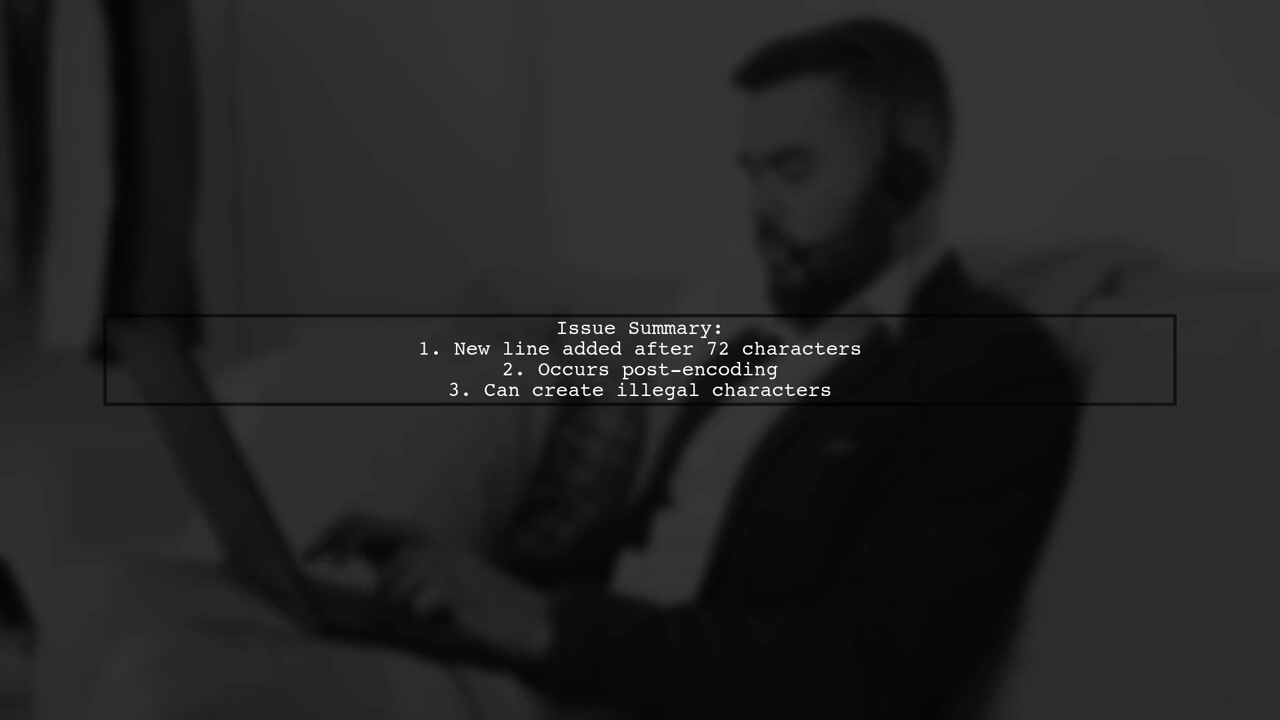 Issue Summary:
1. New line added after 72 characters
2. Occurs post-encoding
3. Can create illegal characters